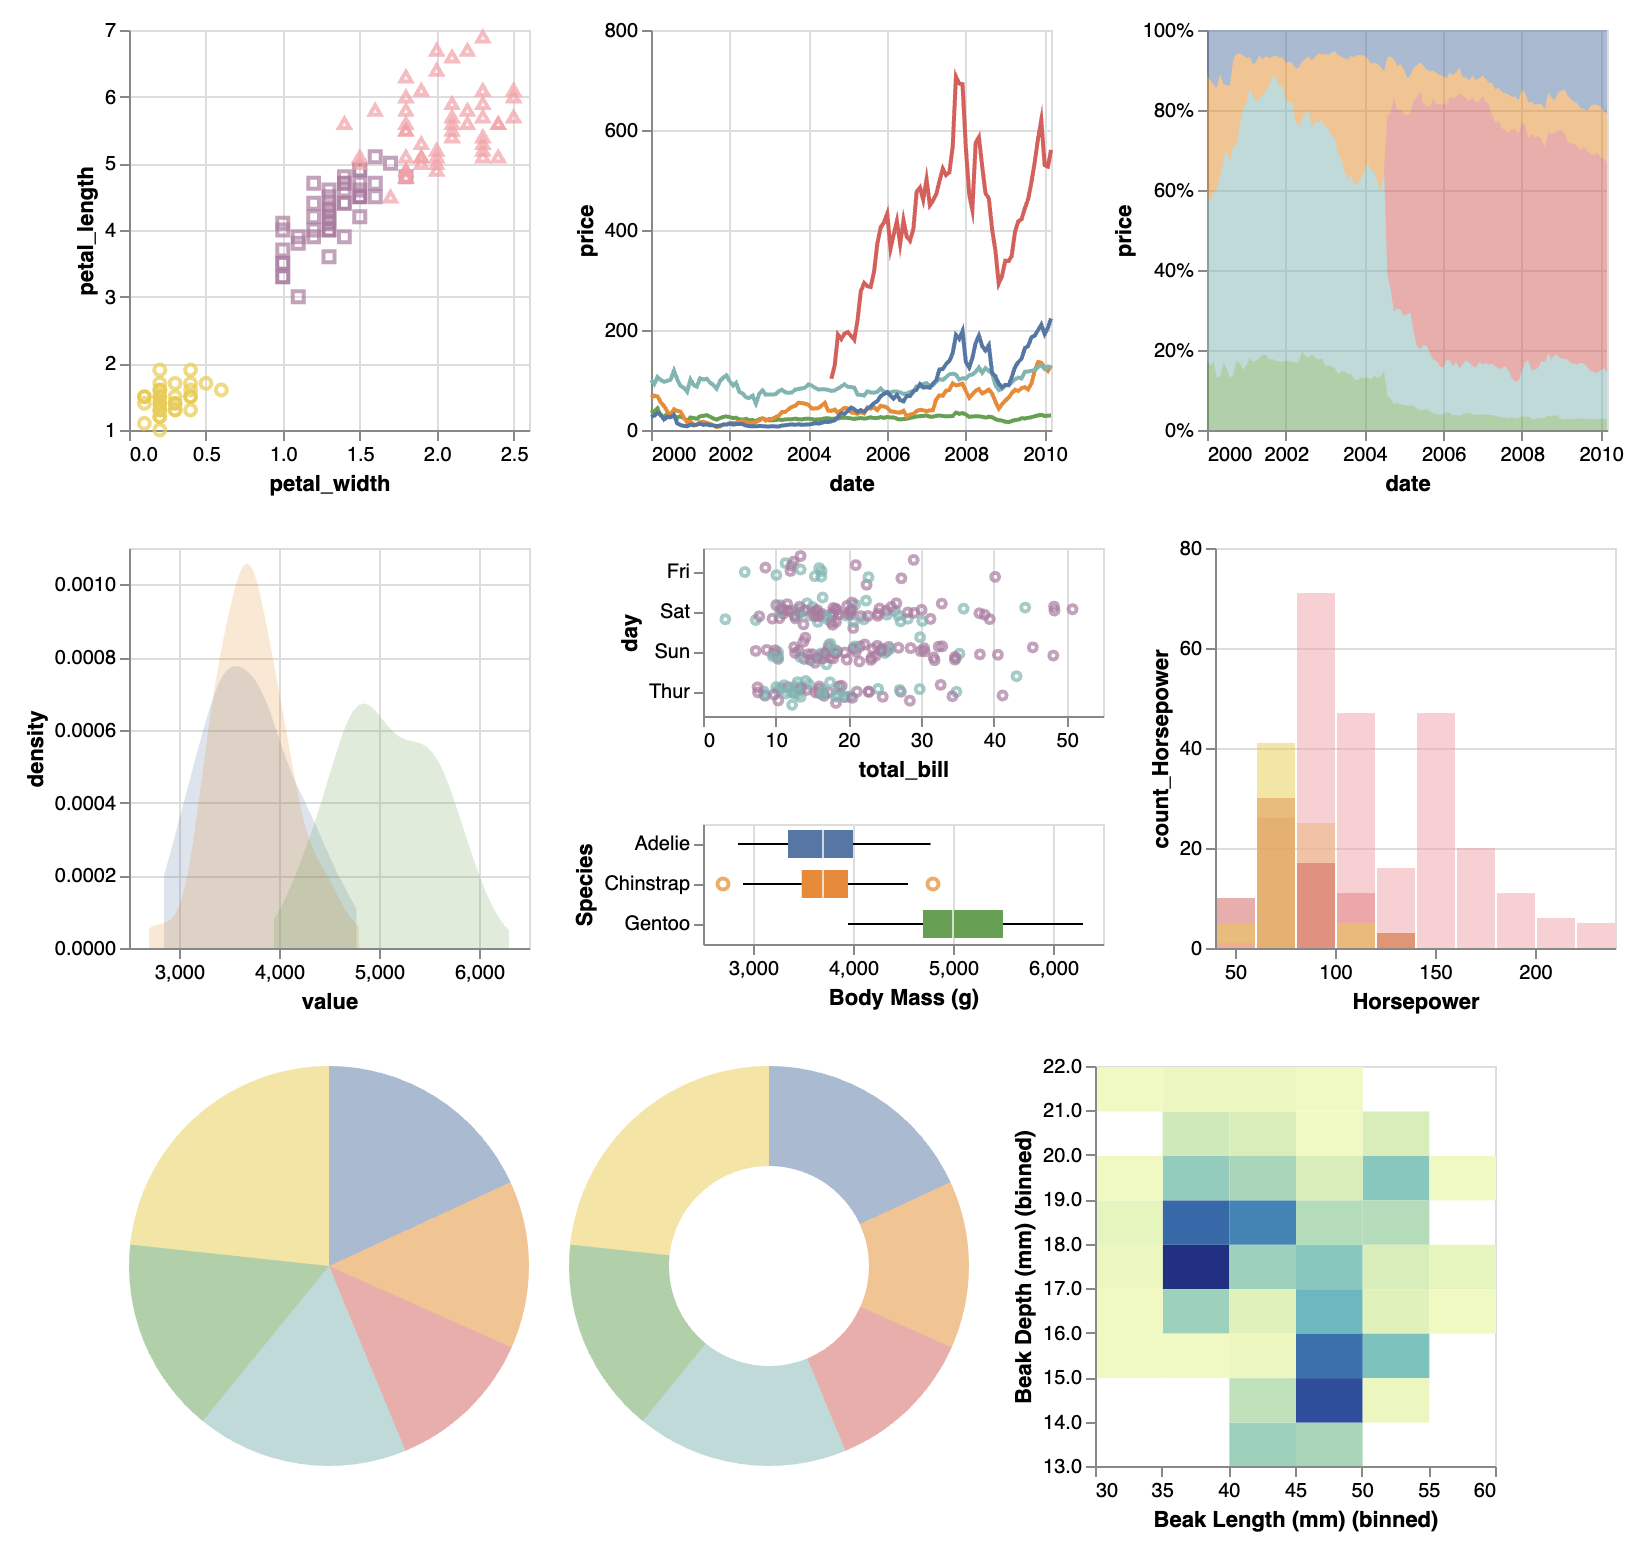 7
6
5
4
3
2
1
petal_length
0.0 0.5 1.0 1.5 2.0 2.5
petal_width
800
600
400
200
0
price
2000 2002 2004 2006 2008 2010
date
100%
80%
60%
40%
20%
0%
price
2000 2002 2004 2006 2008 2010
date
0.0010
0.0008
0.0006
0.0004
0.0002
0.0000
density
3,000 4,000 5,000 6,000
value
Fri
Sat
Sun
Thur
day
0 10 20 30 40 50
total_bill
Adelie
Chinstrap
Gentoo
Species
3,000 4,000 5,000 6,000
Body Mass (g)
80
60
40
20
0
count_Horsepower
50 100 150 200
Horsepower
22.0
21.0
20.0
19.0
18.0
17.0
16.0
15.0
14.0
13.0
Beak Depth (mm) (binned)
30 35 40 45 50 55 60
Beak Length (mm) (binned)